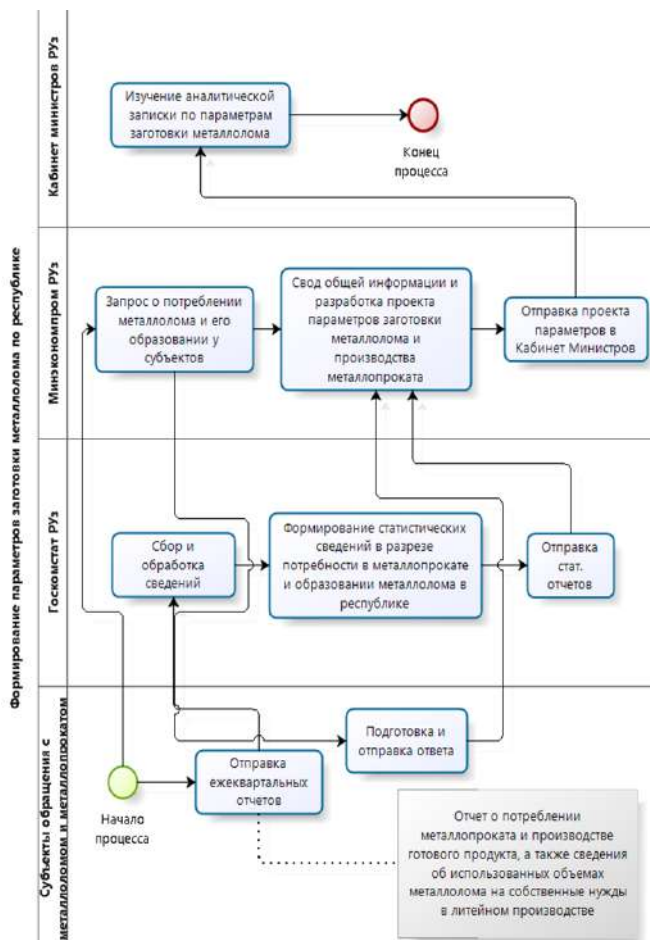 Формирование параметров заготовки металлолома по республике
Кабинет министров РУз
Изучение аналитической
записки по параметрам
заготовки металлолома
Конец
процесса
Минэкономпром РУз
Запрос о потреблении
металлолома и его
образовании у
субъектов
Свод общей информации и
разработка проекта
параметров заготовки
металлолома и
производства
металлопроката
Отправка проекта
параметров в
Кабинет Министров
Госкомстат РУз
Сбор и
обработка
сведений
Формирование статистических
сведений в разрезе
потребности в металлопрокате
и образовании металлолома в
республике
Отправка
стат.
отчетов
Субъекты обращения с
металлоломом и металлопрокатом
Начало
процесса
Отправка
ежеквартальных
отчетов
Подготовка и
отправка ответа
Отчет о потреблении
металлопроката и производстве
готового продукта, а также сведения
об использованных объемах
металлолома на собственные нужды
в литейном производстве